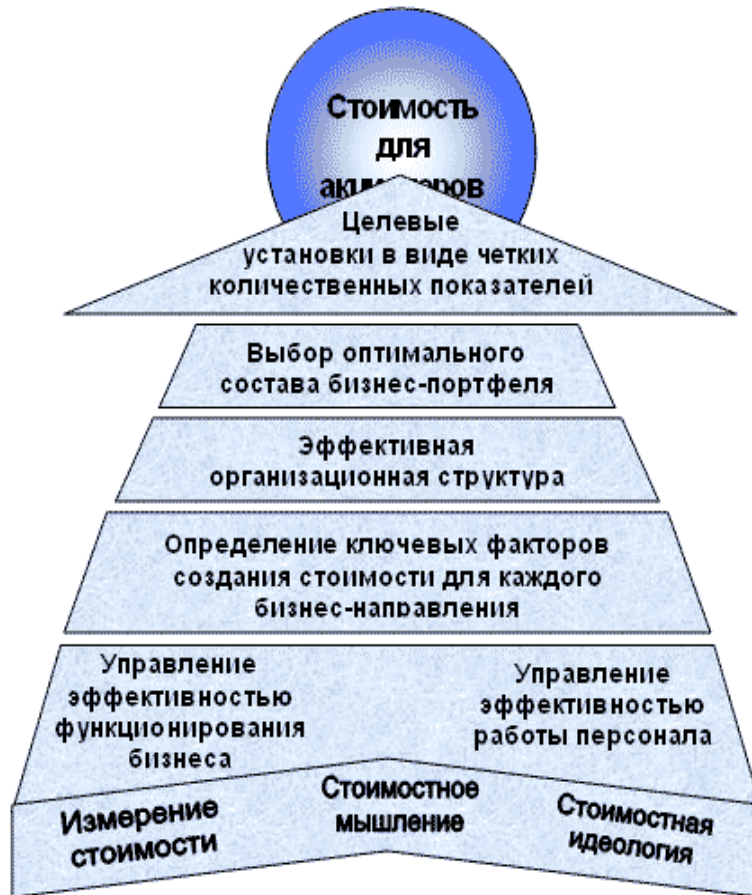 Стоимость
для
Целевые
установки в виде четких
количественных показателей
Выбор оптимального
состава бизнес-портфеля
Эффективная
организационная структура
Определение ключевых факторов
создания стоимости для каждого
бизнес-направления
Управление
эффективностью
функционирования
бизнеса
Управление
эффективностью
работы персонала
Измерение
стоимости
Стоимостное
мышление
Стоимостная
идеология